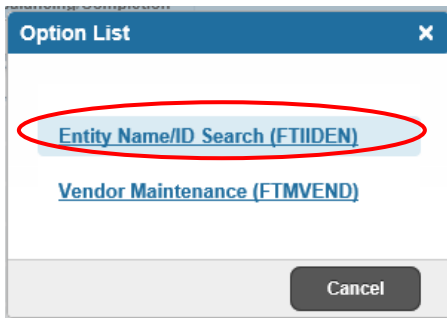 Option List
Entity Name/ID Search (FTIIDEN)
Vendor Maintenance (FTMVEND)
Cancel